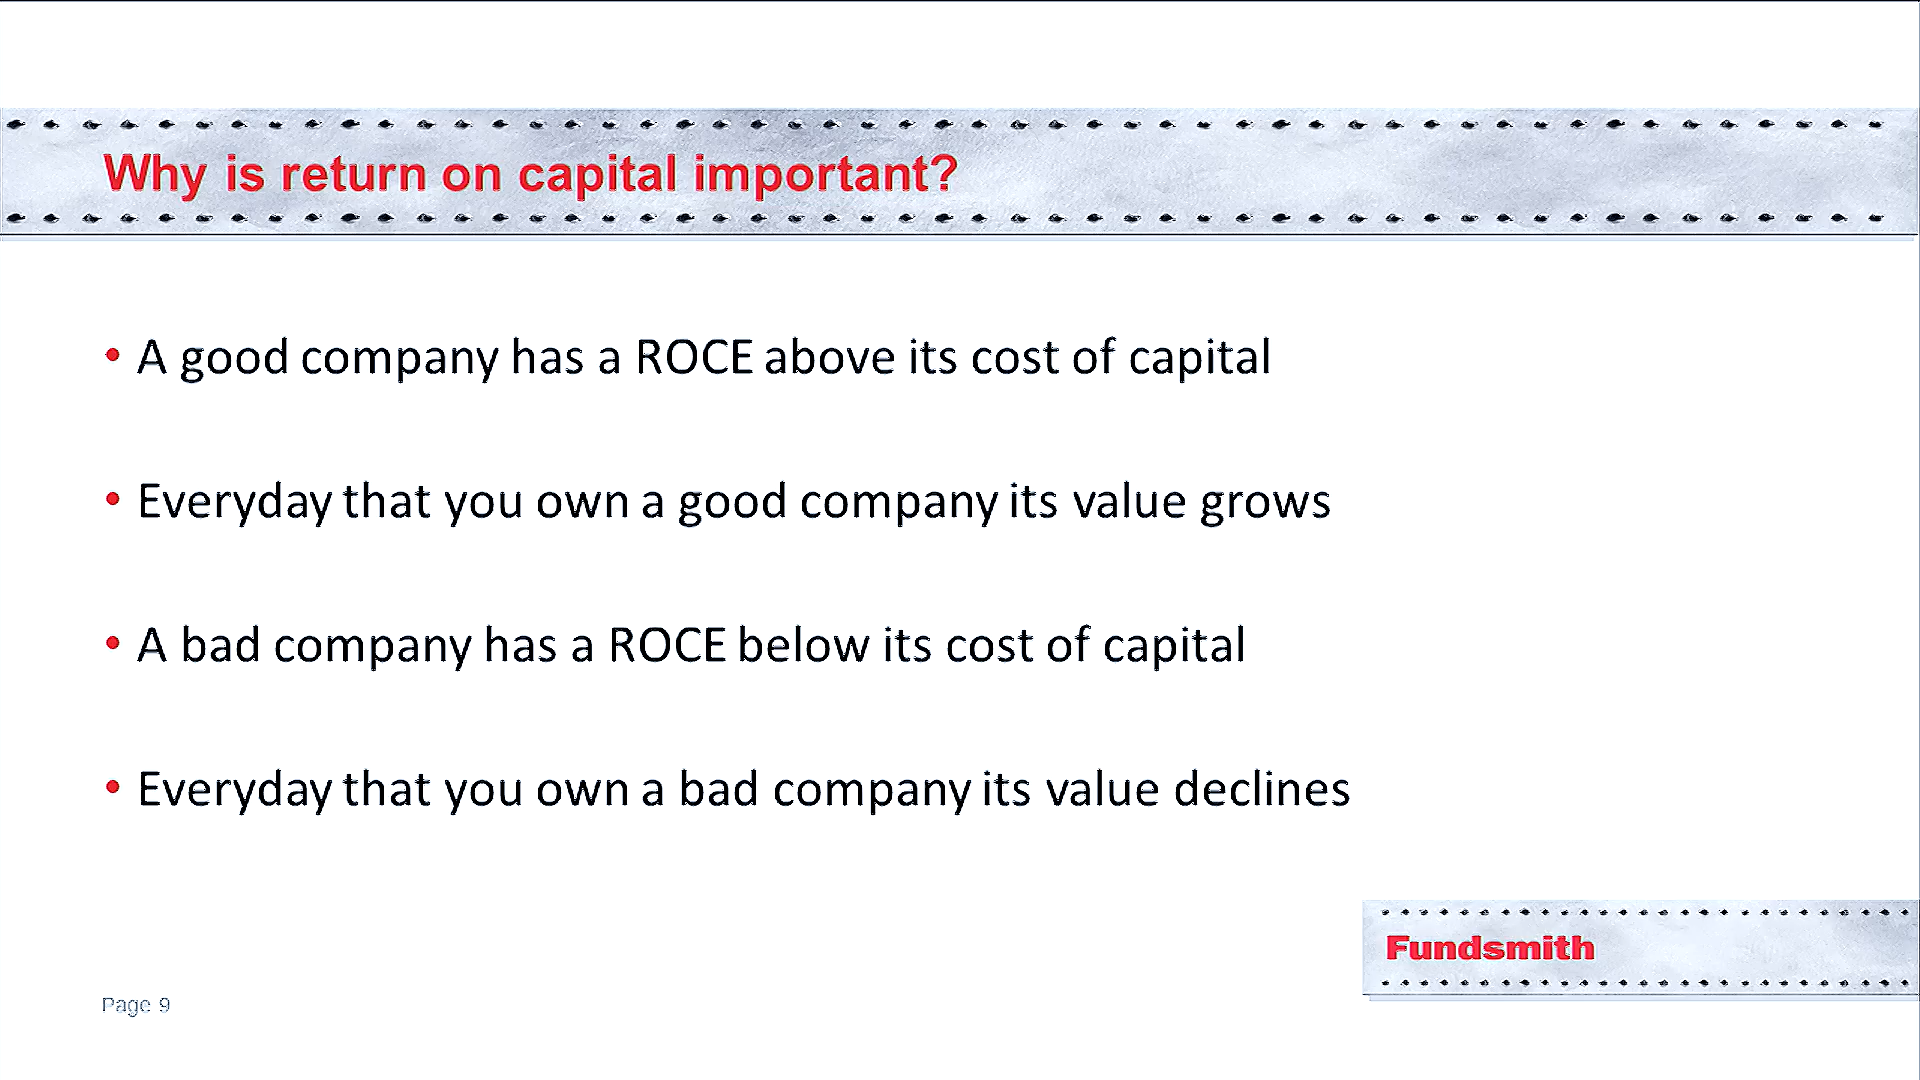 Why is return on capital important?
• A good company has a ROCE above its cost of capital
• Everyday that you own a good company its value grows
• A bad company has a ROCE below its cost of capital
• Everyday that you own a bad company its value declines
Fundsmith
Page 9